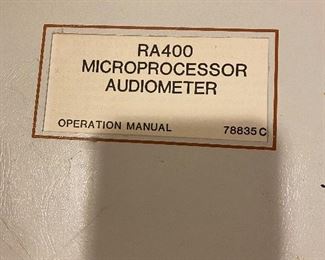 RA400
MICROPROCESSOR
AUDIOMETER
OPERATION MANUAL 78835C